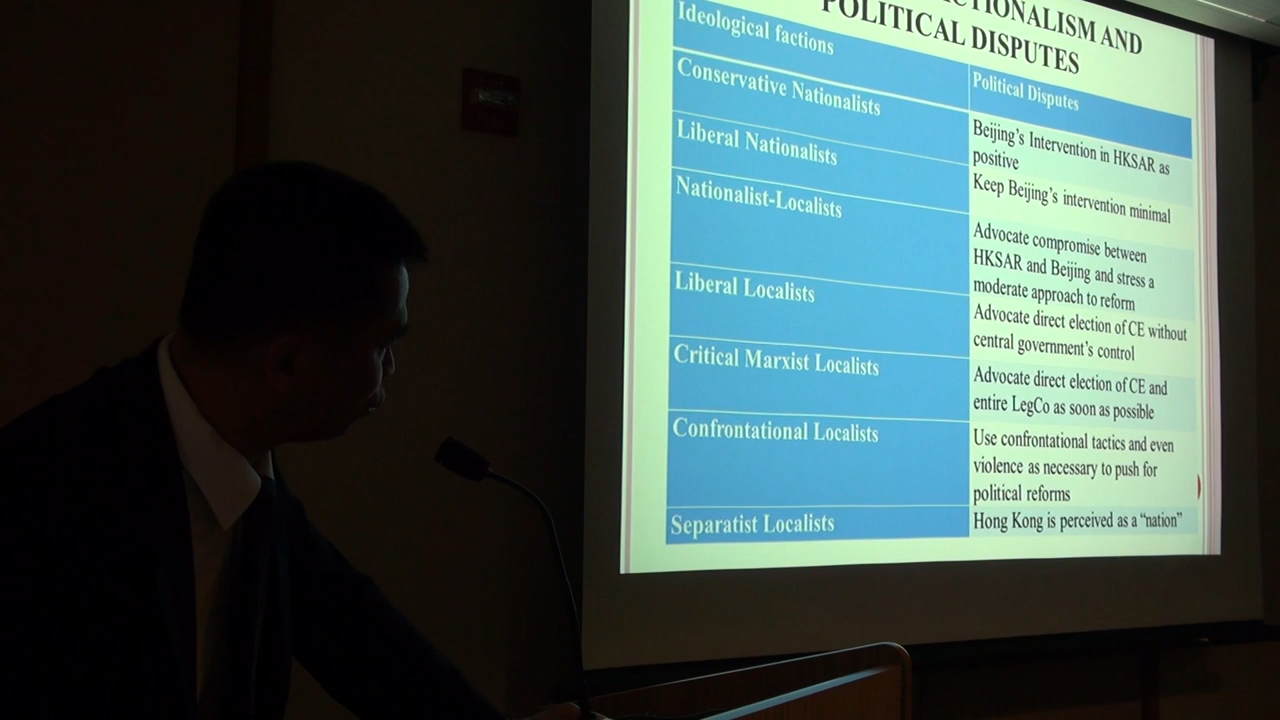 CTIONALISM AND
POLITICAL DISPUTES
Ideological factions
Political Disputes
Conservative Nationalists
Beijing's Intervention in HKSAR as
positive
Liberal Nationalists
Keep Beijing's intervention minimal
Nationalist-Localists
Advocate compromise between
HKSAR and Beijing and stress a
moderate approach to reform
Liberal Localists
Advocate direct election of CE without
central government's control
Critical Marxist Localists
Advocate direct election of CE and
entire LegCo as soon as possible
Confrontational Localists
Use confrontational tactics and even
violence as necessary to push for
political reforms
Separatist Localists
Hong Kong is perceived as a “nation”